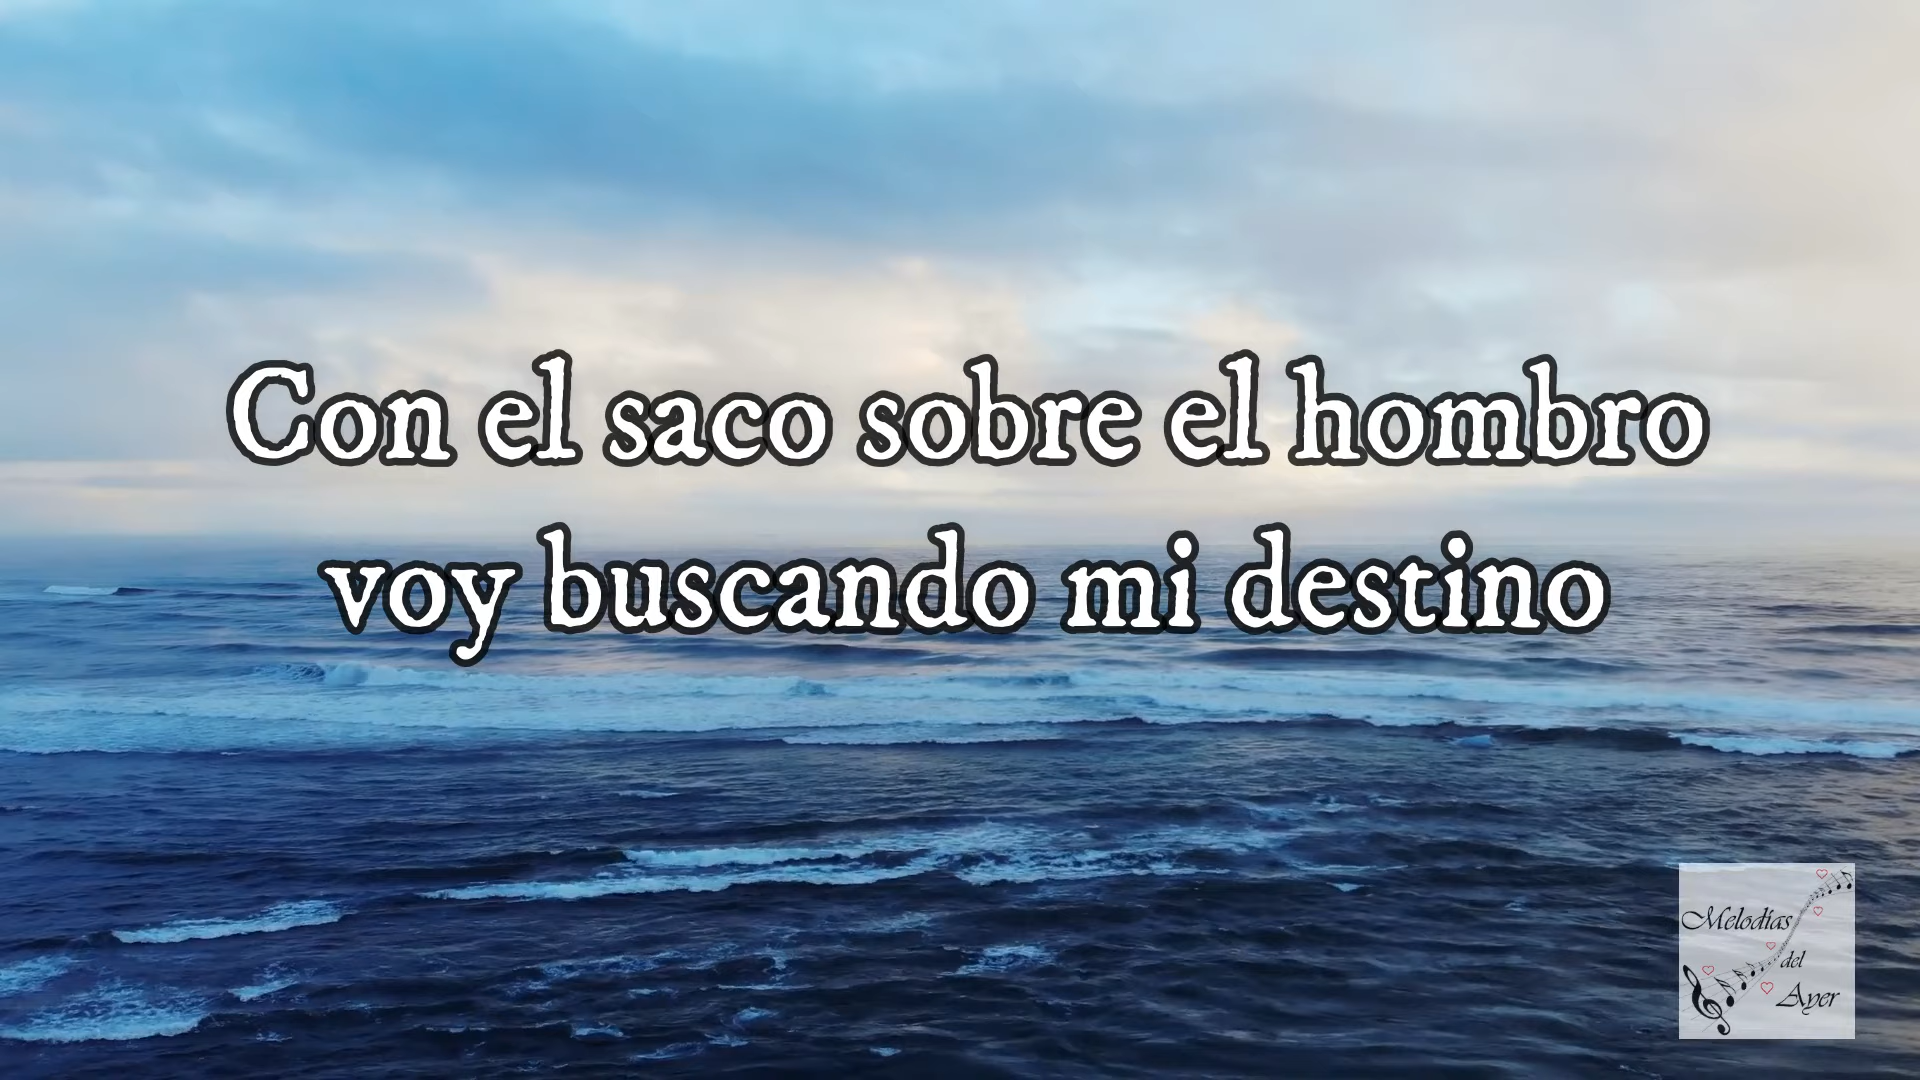 Con el saco sobre el hombro
voy buscando mi destino
Melodías
del
Ayer